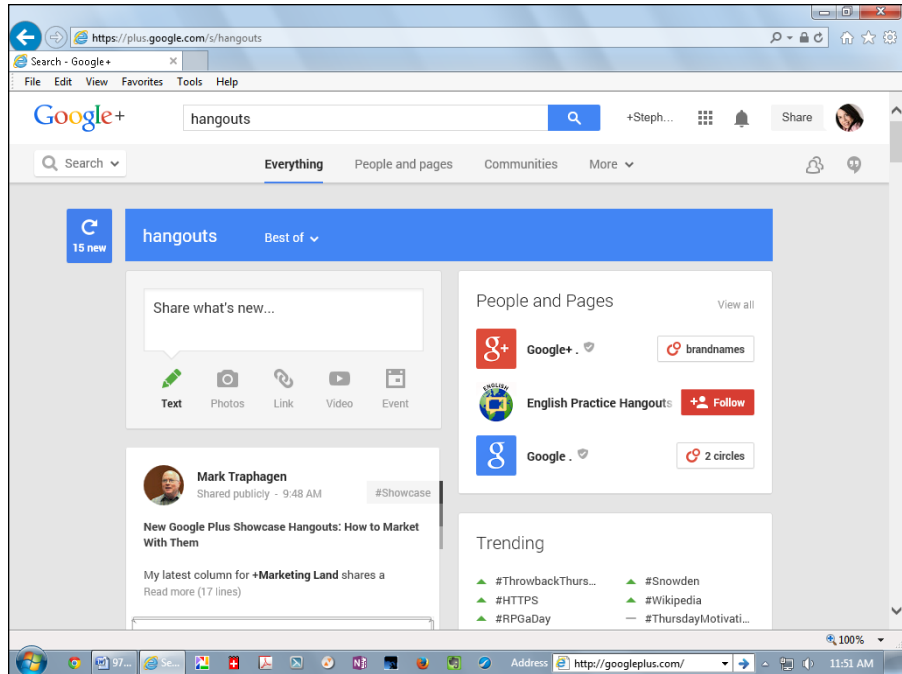 https://plus.google.com/s/hangouts
Search - Google+
File Edit View Favorites Tools Help
Google+
hangouts
+Steph...
Share
Search
Everything
People and pages
Communities
More
15 new
hangouts
Best of
Share what's new...
Text
Photos
Link
Video
Event
Mark Traphagen
Shared publicly - 9:48 AM
#Showcase
New Google Plus Showcase Hangouts: How to Market
With Them
My latest column for +Marketing Land shares a
Read more (17 lines)
People and Pages
View all
g+
Google+ .
brandnames
ENGLISH
English Practice Hangouts
Follow
g
Google .
2 circles
Trending
#ThrowbackThurs...
#HTTPS
#RPGaDay
#Snowden
#Wikipedia
#ThursdayMotivati...
100%
97...
Se...
Address
http://googleplus.com/
11:51 AM